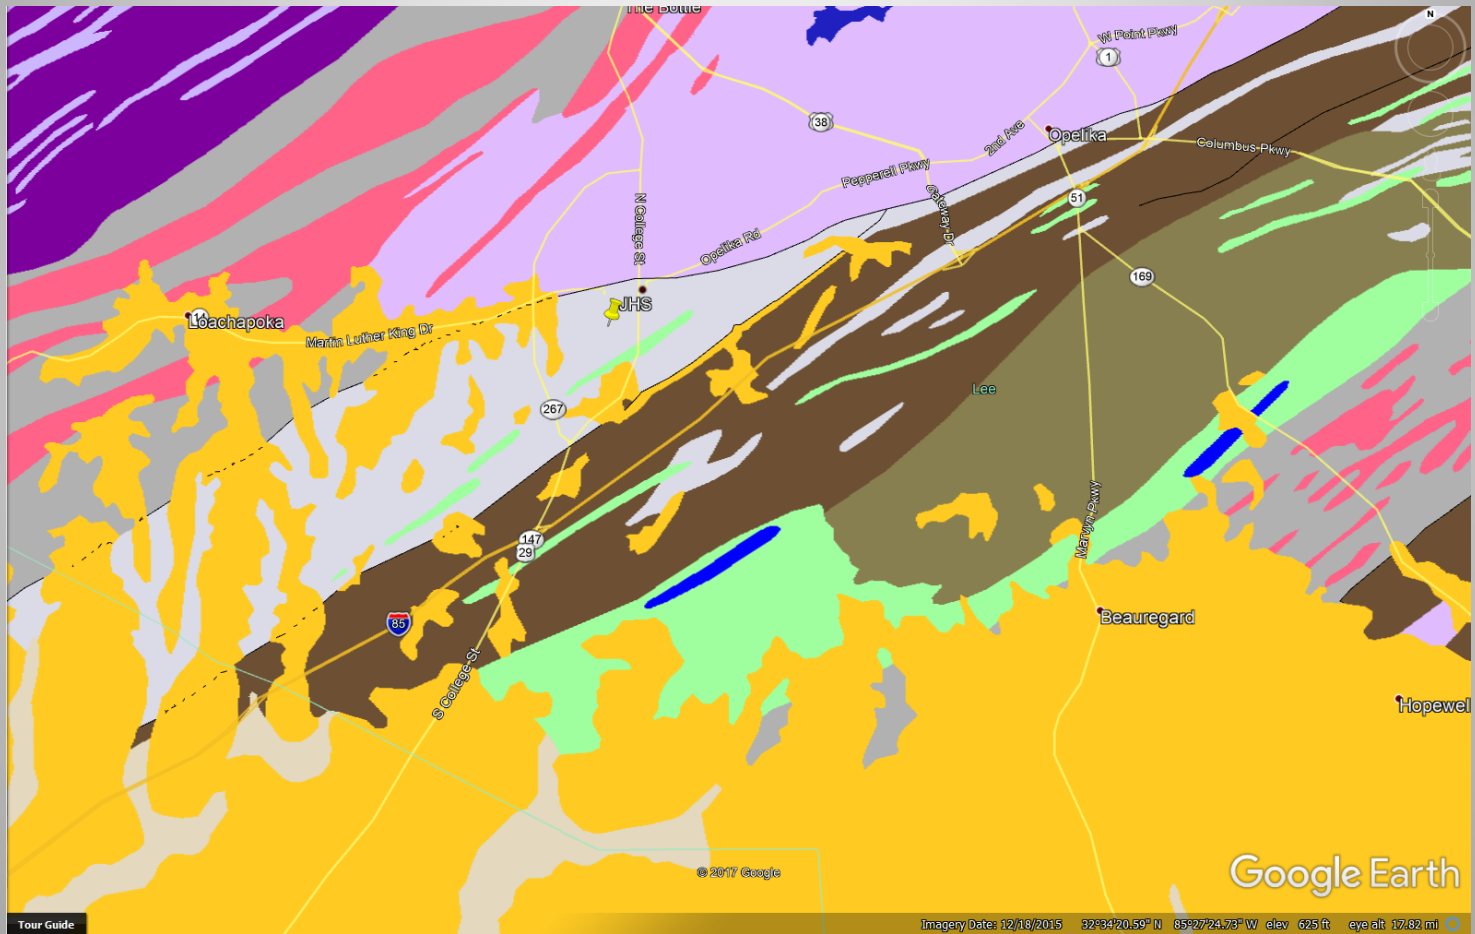 The Bottle
N
W Point Pkwy
1
38
2nd Ave
Opelika
Columbus Pkwy
Pepperell Pkwy
51
Gateway Dr
N College St
Opelika Rd
169
JHS
14
Loachapoka
Martin Luther King Dr
Lee
267
147
29
Marvyn Pkwy
85
Beauregard
S College St
Hopewel
© 2017 Google
Google Earth
Tour Guide
Imagery Date: 12/18/2015 32°34'20.59" N 85°27'24.73" W elev 625 ft eye alt 17.82 mi